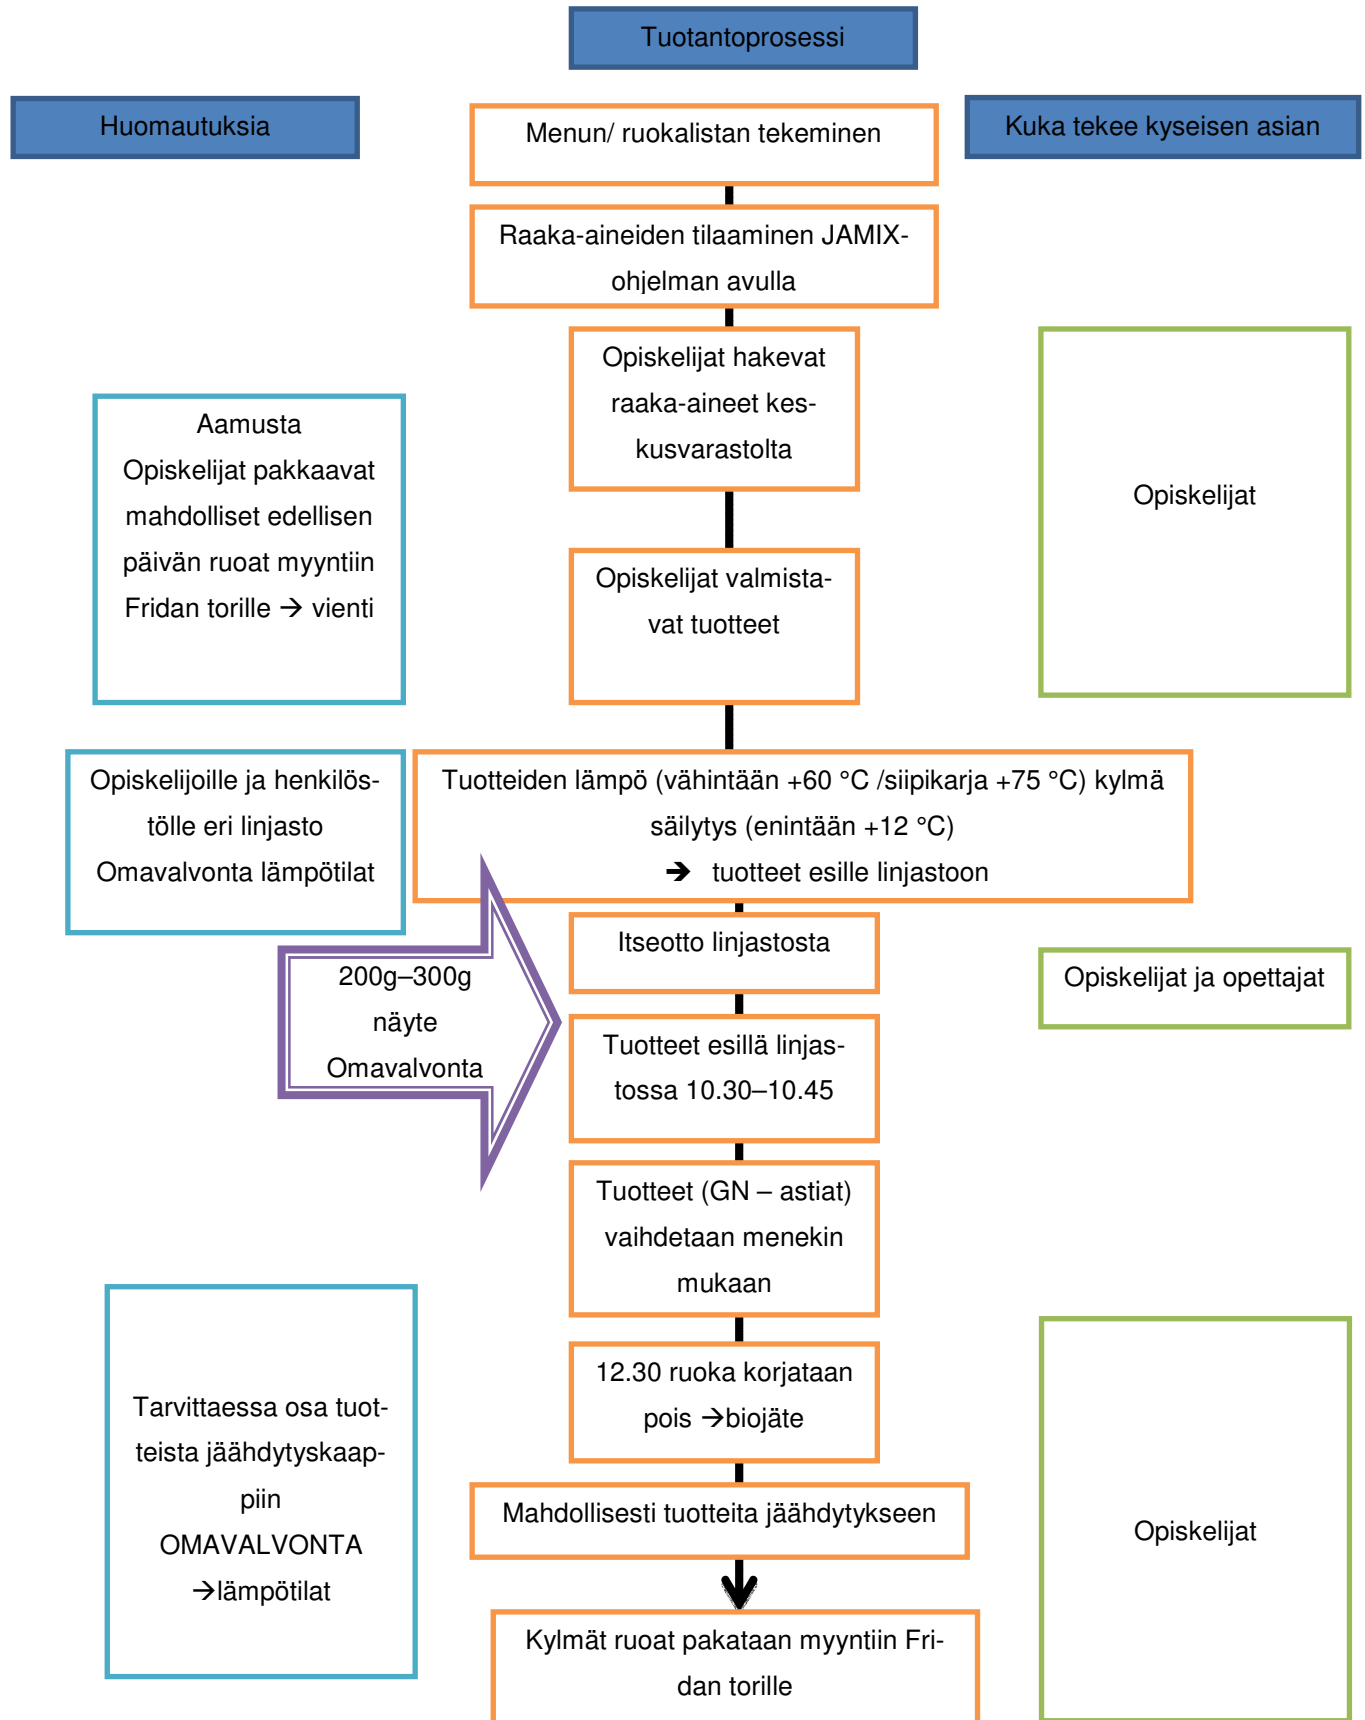 Tuotantoprosessi
Huomautuksia
Menun/ ruokalistan tekeminen
Kuka tekee kyseisen asian
Raaka-aineiden tilaaminen JAMIX-
ohjelman avulla
Opiskelijat hakevat
raaka-aineet kes-
kusvarastolta
Aamusta
Opiskelijat pakkaavat
mahdolliset edellisen
päivän ruoat myyntiin
Fridan torille → vienti
Opiskelijat
Opiskelijat valmista-
vat tuotteet
Opiskelijoille ja henkilös-
tölle eri linjasto
Omavalvonta lämpötilat
Tuotteiden lämpö (vähintään +60 °C /siipikarja +75 °C) kylmä
säilytys (enintään +12 °C)
➔ tuotteet esille linjastoon
Itseotto linjastosta
200g–300g
näyte
Omavalvonta
Opiskelijat ja opettajat
Tuotteet esillä linjas-
tossa 10.30–10.45
Tuotteet (GN – astiat)
vaihdetaan menekin
mukaan
12.30 ruoka korjataan
pois →biojäte
Tarvittaessa osa tuot-
teista jäähdytyskaap-
piin
OMAVALVONTA
→lämpötilat
Mahdollisesti tuotteita jäähdytykseen
Opiskelijat
Kylmät ruoat pakataan myyntiin Fri-
dan torille